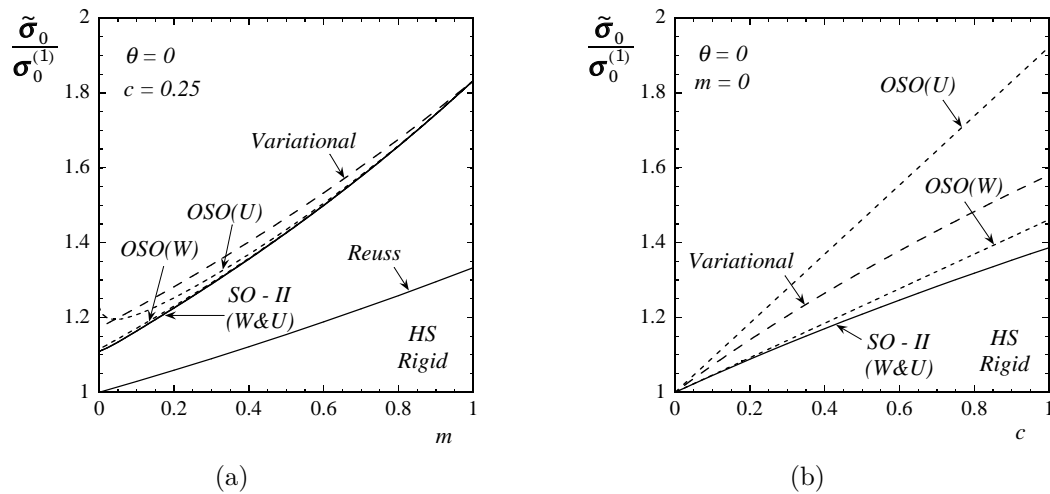 σ̃₀
σ₀⁽¹⁾
2
1.8
1.6
1.4
1.2
1
θ = 0
c = 0.25
Variational
OSO(U)
OSO(W)
Reuss
SO - II
(W&U)
HS
Rigid
0 0.2 0.4 0.6 0.8 1
m
(a)
σ̃₀
σ₀⁽¹⁾
2
1.8
1.6
1.4
1.2
1
θ = 0
m = 0
OSO(U)
OSO(W)
Variational
SO - II
(W&U)
HS
Rigid
0 0.2 0.4 0.6 0.8 1
c
(b)